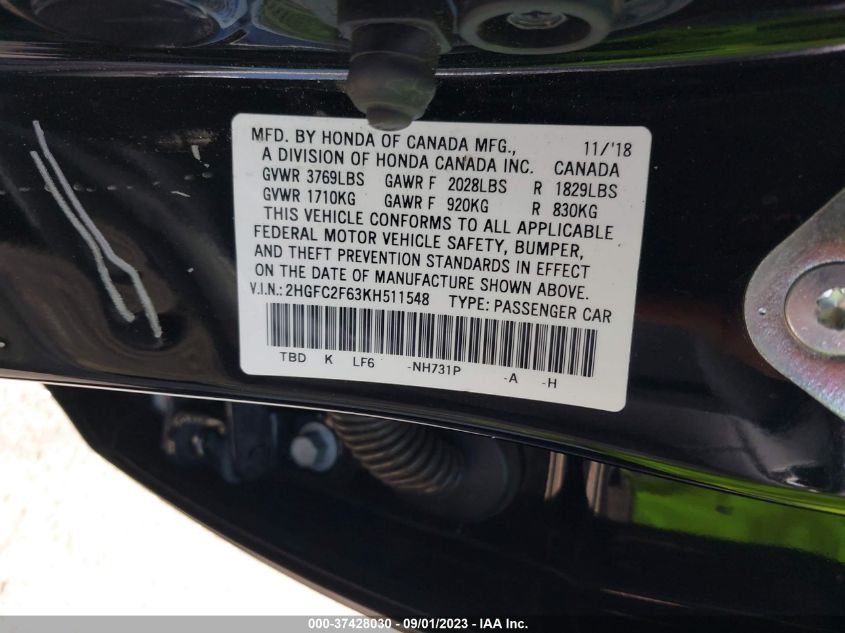 MFD. BY HONDA OF CANADA MFG., 11/'18
A DIVISION OF HONDA CANADA INC. CANADA
GVWR 3769LBS GAWR F 2028LBS R 1829LBS
GVWR 1710KG GAWR F 920KG R 830KG
THIS VEHICLE CONFORMS TO ALL APPLICABLE
FEDERAL MOTOR VEHICLE SAFETY, BUMPER,
AND THEFT PREVENTION STANDARDS IN EFFECT
ON THE DATE OF MANUFACTURE SHOWN ABOVE.
V.I.N.: 2HGFC2F63KH511548 TYPE: PASSENGER CAR
TBD K LF6 -NH731P -A -H
000-37428030 - 09/01/2023 - IAA Inc.